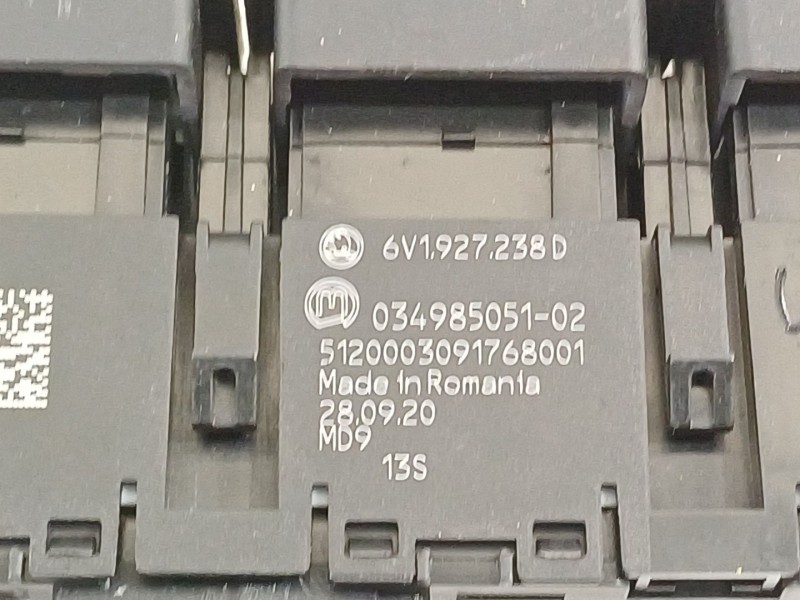 6V1.927.238 D
M 034985051-02
5120003091768001
Made in Romania
28.09.20
MD9
13S